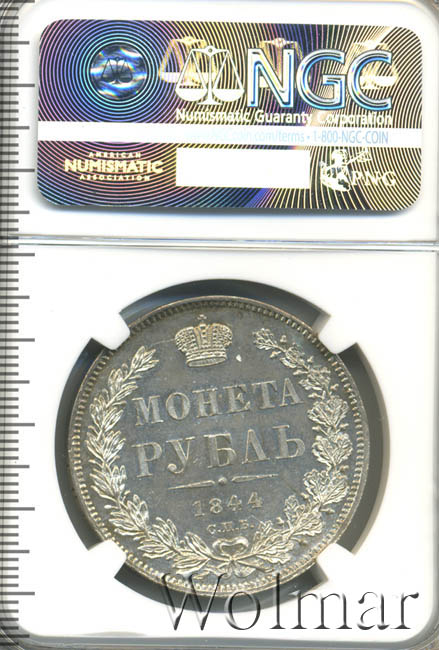 NGC
Numismatic Guaranty Corporation
.com/terms • 1-800-NGC-COIN
AMERICAN
NUMISMATIC
ASSOCIATION
PNG
МОНЕТА
РУБЛЬ
1844
С.П.Б.
Wolmar